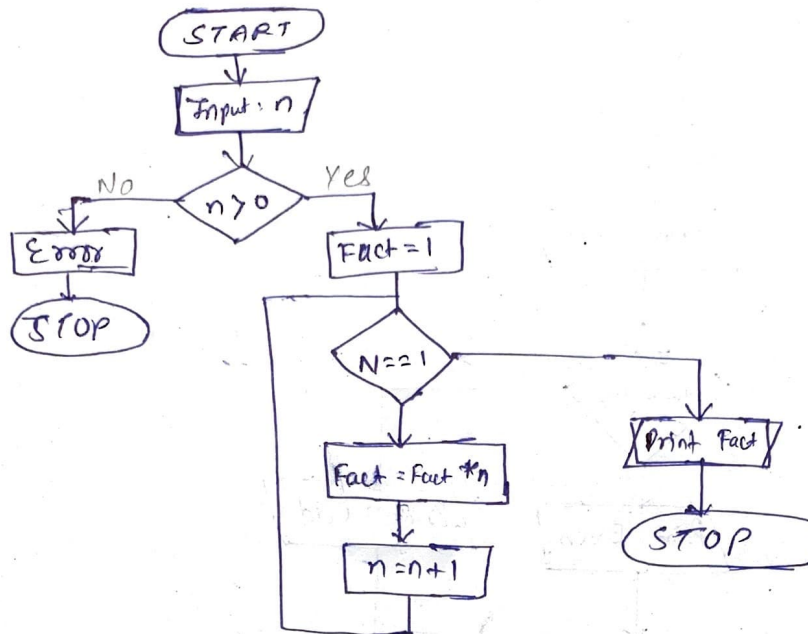 START
Input: n
n>0
No
Yes
Error
Fact=1
STOP
N==1
Fact=Fact *n
Print Fact
n=n+1
STOP